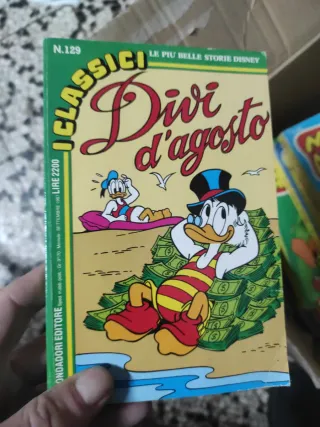 N.129
LE PIU BELLE STORIE DISNEY
I CLASSICI
Divi
d'agosto
LIRE 2200
MONDADORI EDITORE